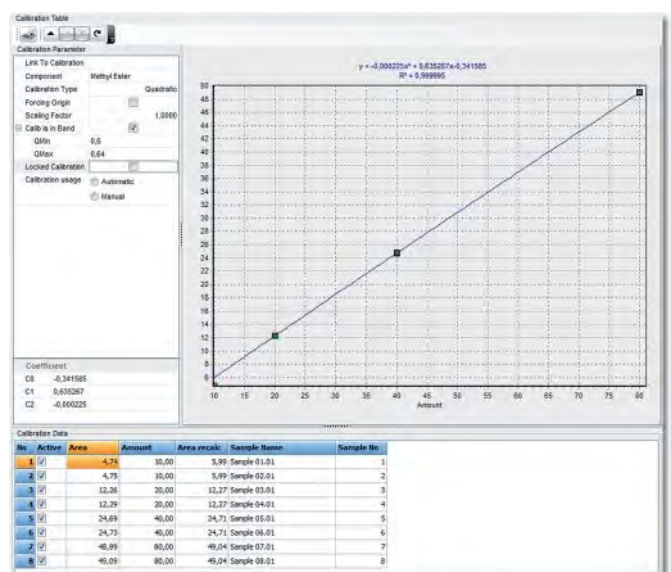 Calibration Table
Calibration Parameter
Link To Calibration
Component Methyl Ester
Calibration Type Quadratic
Forcing Origin
Scaling Factor 1,0000
Calib is in Band
QMin 0,6
QMax 0,64
Locked Calibration
Calibration usage Automatic
Manual
y = -0,000225x² + 0,635267x-0,341585
R² = 0,999995
50
48
46
44
42
40
38
36
34
32
30
28
26
24
22
20
18
16
14
12
10
8
6
10 15 20 25 30 35 40 45 50 55 60 65 70 75 80
Amount
Coefficient
C0 -0,341585
C1 0,635267
C2 -0,000225
Calibration Data
No Active Area Amount Area recalc Sample Name Sample No
1 4,74 10,00 5,99 Sample 01.01 1
2 4,75 10,00 5,99 Sample 02.01 2
3 12,26 20,00 12,27 Sample 03.01 3
4 12,29 20,00 12,27 Sample 04.01 4
5 24,69 40,00 24,71 Sample 05.01 5
6 24,73 40,00 24,71 Sample 06.01 6
7 48,99 80,00 49,04 Sample 07.01 7
8 49,09 80,00 49,04 Sample 08.01 8